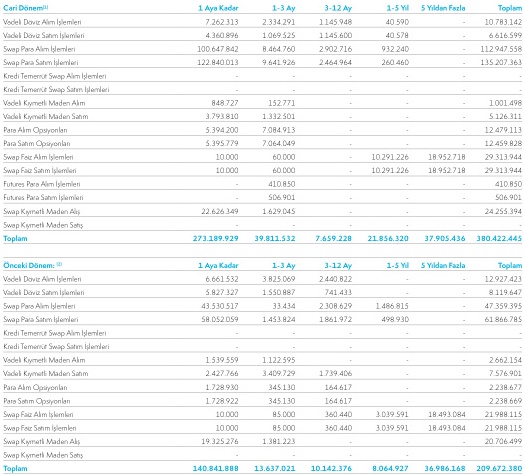 Cari Dönem⁽²⁾ 1 Aya Kadar 1-3 Ay 3-12 Ay 1-5 Yıl 5 Yıldan Fazla Toplam
Vadeli Döviz Alım İşlemleri 7.262.313 2.334.291 1.145.948 40.590 - 10.783.142
Vadeli Döviz Satım İşlemleri 4.360.896 1.069.525 1.145.600 40.578 - 6.616.599
Swap Para Alım İşlemleri 100.647.842 8.464.760 2.902.716 932.240 - 112.947.558
Swap Para Satım İşlemleri 122.840.013 9.641.926 2.464.964 260.460 - 135.207.363
Kredi Temerrüt Swap Alım İşlemleri - - - - - -
Kredi Temerrüt Swap Satım İşlemleri - - - - - -
Vadeli Kıymetli Maden Alım 848.727 152.771 - - - 1.001.498
Vadeli Kıymetli Maden Satım 3.793.810 1.332.501 - - - 5.126.311
Para Alım Opsiyonları 5.394.200 7.084.913 - - - 12.479.113
Para Satım Opsiyonları 5.395.779 7.064.049 - - - 12.459.828
Swap Faiz Alım İşlemleri 10.000 60.000 - 10.291.226 18.952.718 29.313.944
Swap Faiz Satım İşlemleri 10.000 60.000 - 10.291.226 18.952.718 29.313.944
Futures Para Alım İşlemleri - 410.850 - - - 410.850
Futures Para Satım İşlemleri - 506.901 - - - 506.901
Swap Kıymetli Maden Alış 22.626.349 1.629.045 - - - 24.255.394
Swap Kıymetli Maden Satış - - - - - -
Toplam 273.189.929 39.811.532 7.659.228 21.856.320 37.905.436 380.422.445
Önceki Dönem: ⁽²⁾ 1 Aya Kadar 1-3 Ay 3-12 Ay 1-5 Yıl 5 Yıldan Fazla Toplam
Vadeli Döviz Alım İşlemleri 6.661.532 3.825.069 2.440.822 - - 12.927.423
Vadeli Döviz Satım İşlemleri 5.827.327 1.550.887 741.433 - - 8.119.647
Swap Para Alım İşlemleri 43.530.517 33.434 2.308.629 1.486.815 - 47.359.395
Swap Para Satım İşlemleri 58.052.059 1.453.824 1.861.972 498.930 - 61.866.785
Kredi Temerrüt Swap Alım İşlemleri - - - - - -
Kredi Temerrüt Swap Satım İşlemleri - - - - - -
Vadeli Kıymetli Maden Alım 1.539.559 1.122.595 - - - 2.662.154
Vadeli Kıymetli Maden Satım 2.427.766 3.409.729 1.739.406 - - 7.576.901
Para Alım Opsiyonları 1.728.930 345.130 164.617 - - 2.238.677
Para Satım Opsiyonları 1.728.922 345.130 164.617 - - 2.238.669
Swap Faiz Alım İşlemleri 10.000 85.000 360.440 3.039.591 18.493.084 21.988.115
Swap Faiz Satım İşlemleri 10.000 85.000 360.440 3.039.591 18.493.084 21.988.115
Swap Kıymetli Maden Alış 19.325.276 1.381.223 - - - 20.706.499
Swap Kıymetli Maden Satış - - - - - -
Toplam 140.841.888 13.637.021 10.142.376 8.064.927 36.986.168 209.672.380